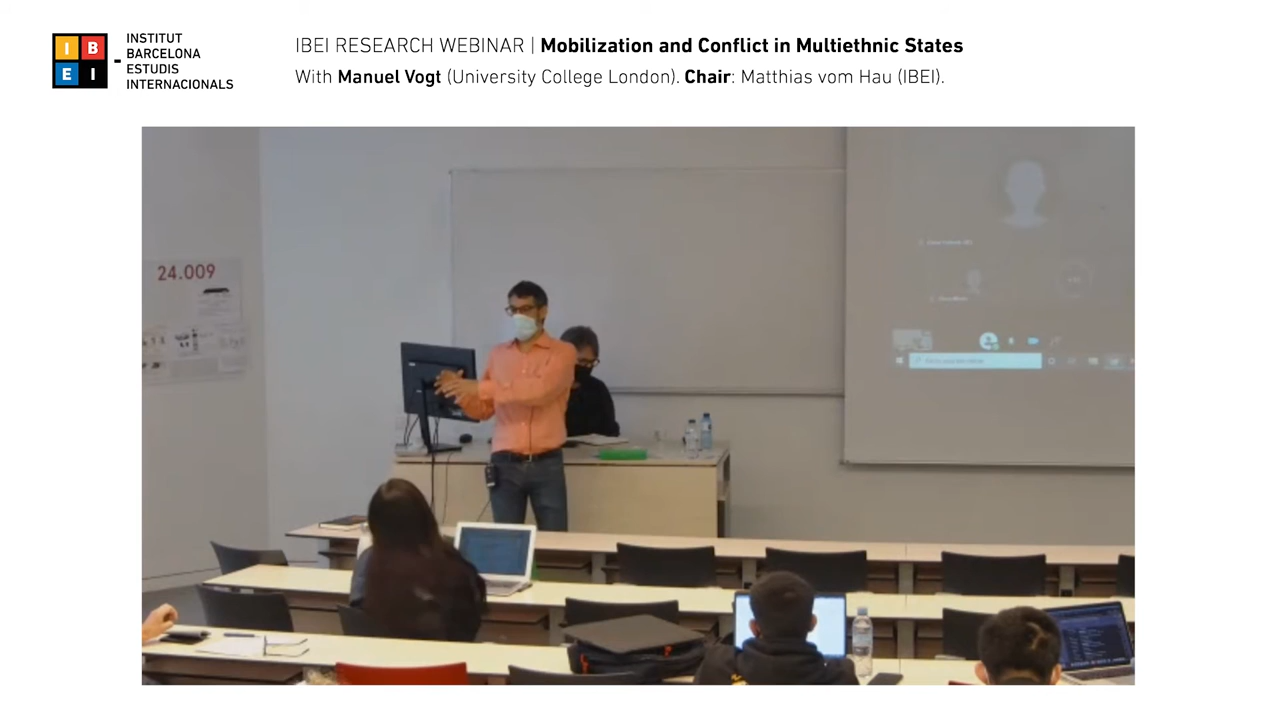 I B
E I
INSTITUT
BARCELONA
ESTUDIS
INTERNACIONALS
IBEI RESEARCH WEBINAR | Mobilization and Conflict in Multiethnic States
With Manuel Vogt (University College London). Chair: Matthias vom Hau (IBEI).
24.009